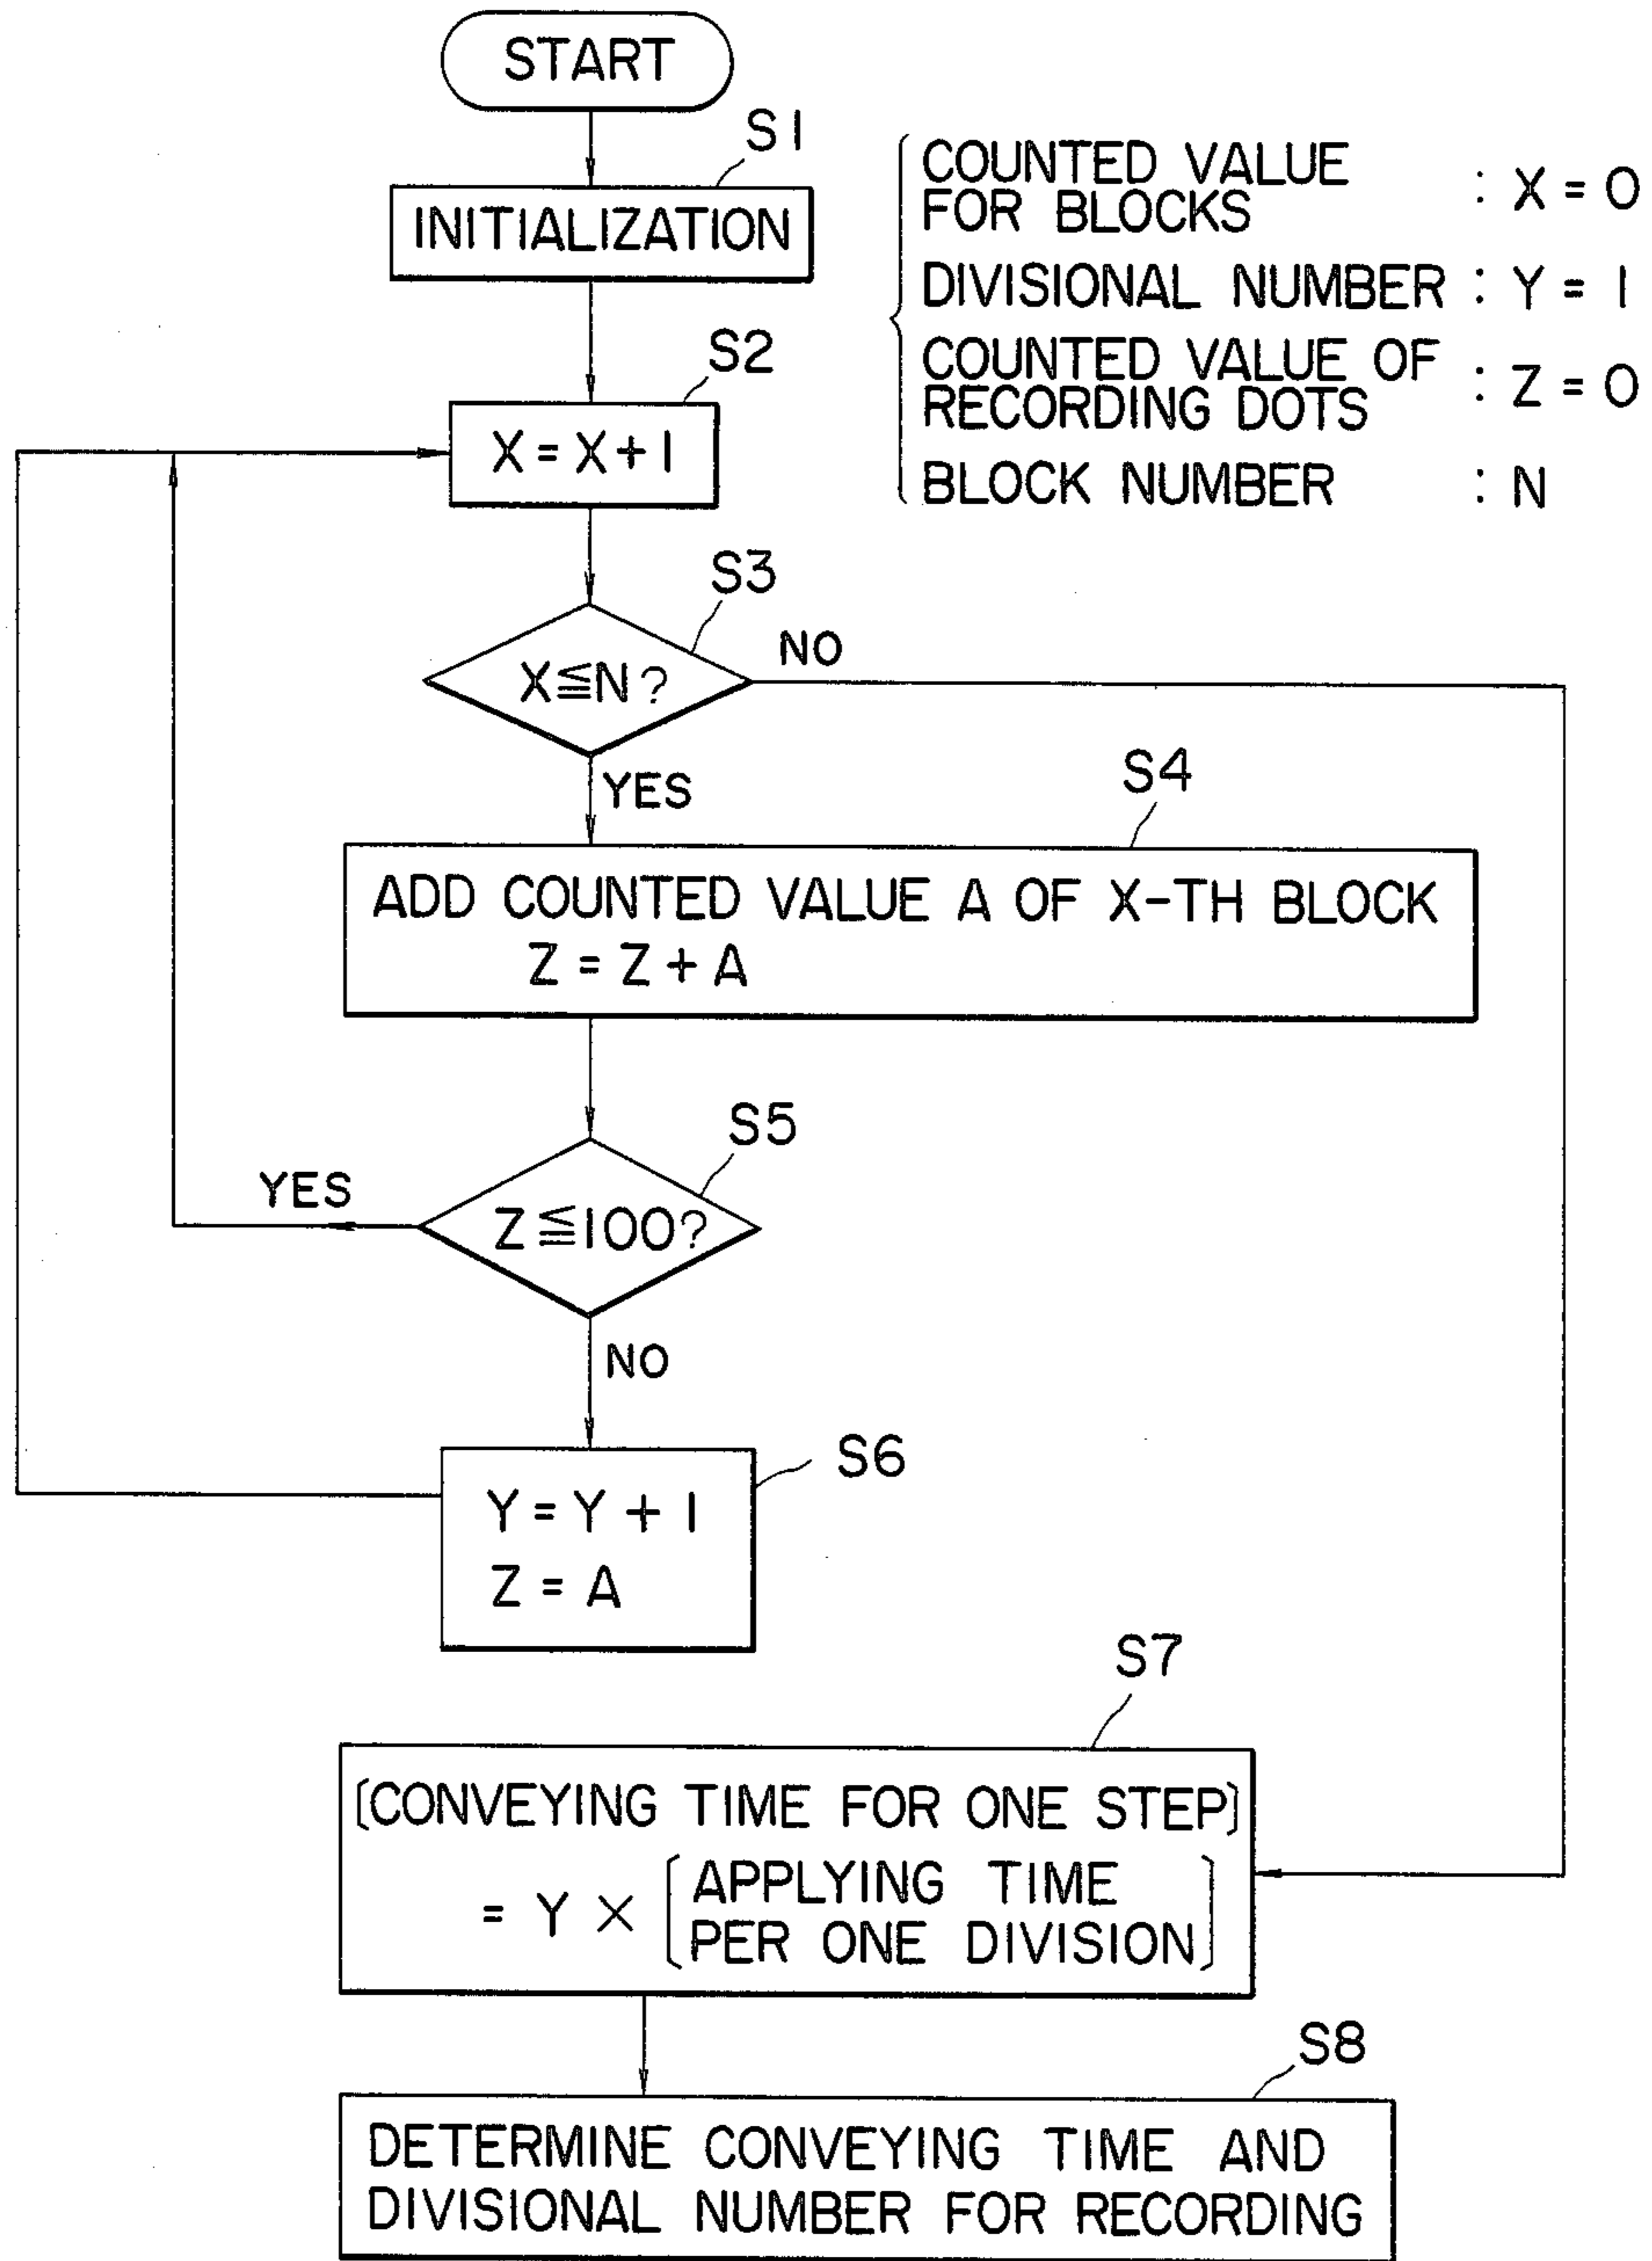 START
S1
INITIALIZATION
COUNTED VALUE
FOR BLOCKS : X = 0
DIVISIONAL NUMBER : Y = 1
COUNTED VALUE OF
RECORDING DOTS : Z = 0
BLOCK NUMBER : N
S2
X = X + 1
S3
X ≦ N ?
NO
YES
S4
ADD COUNTED VALUE A OF X-TH BLOCK
Z = Z + A
S5
YES
Z ≦ 100 ?
NO
S6
Y = Y + 1
Z = A
S7
[CONVEYING TIME FOR ONE STEP]
= Y × [APPLYING TIME
PER ONE DIVISION]
S8
DETERMINE CONVEYING TIME AND
DIVISIONAL NUMBER FOR RECORDING